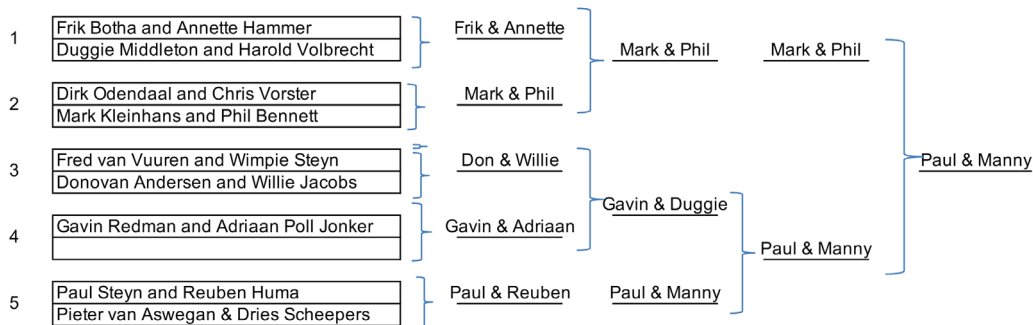 1
Frik Botha and Annette Hammer
Duggie Middleton and Harold Volbrecht
Frik & Annette
Mark & Phil
Mark & Phil
2
Dirk Odendaal and Chris Vorster
Mark Kleinhans and Phil Bennett
Mark & Phil
3
Fred van Vuuren and Wimpie Steyn
Donovan Andersen and Willie Jacobs
Don & Willie
Paul & Manny
Gavin & Duggie
4
Gavin Redman and Adriaan Poll Jonker
Gavin & Adriaan
Paul & Manny
5
Paul Steyn and Reuben Huma
Pieter van Aswegan & Dries Scheepers
Paul & Reuben
Paul & Manny